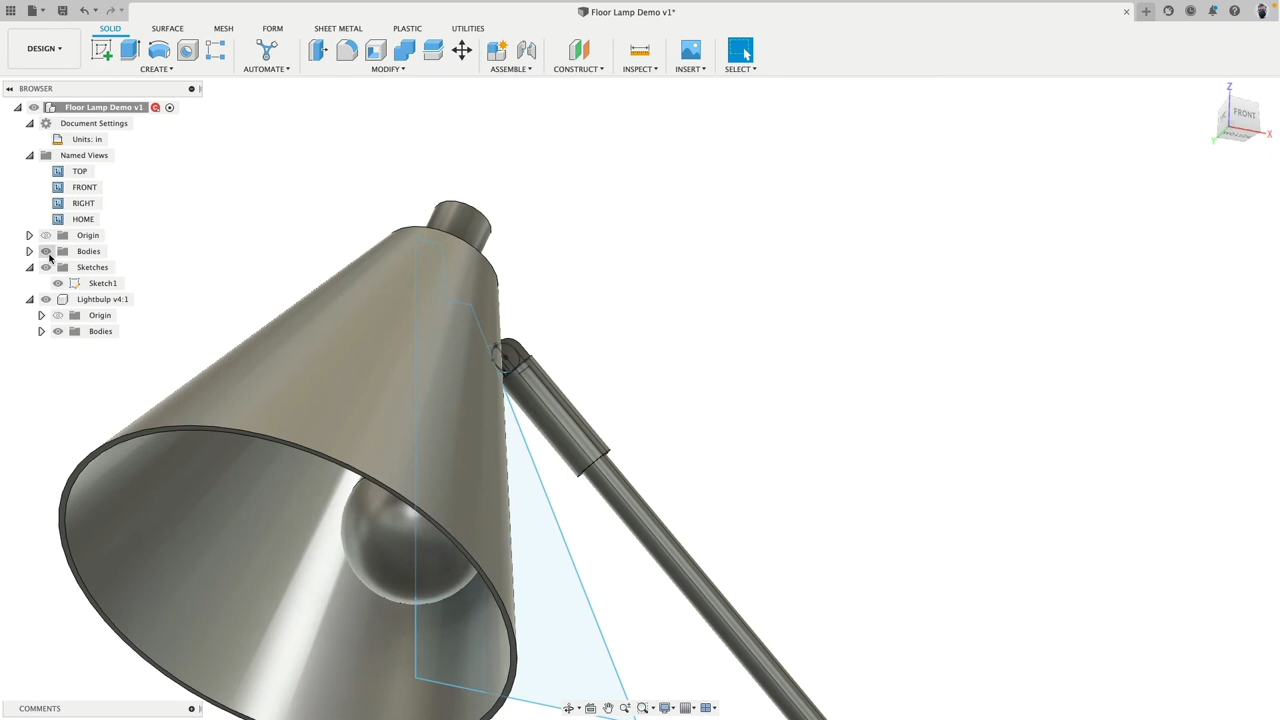 Floor Lamp Demo v1*
DESIGN
SOLID
SURFACE
MESH
FORM
SHEET METAL
PLASTIC
UTILITIES
CREATE
AUTOMATE
MODIFY
ASSEMBLE
CONSTRUCT
INSPECT
INSERT
SELECT
BROWSER
Floor Lamp Demo v1
Document Settings
Units: in
Named Views
TOP
FRONT
RIGHT
HOME
Origin
Bodies
Sketches
Sketch1
Lightbulp v4:1
Origin
Bodies
Z
FRONT
X
Y
BOTTOM
COMMENTS